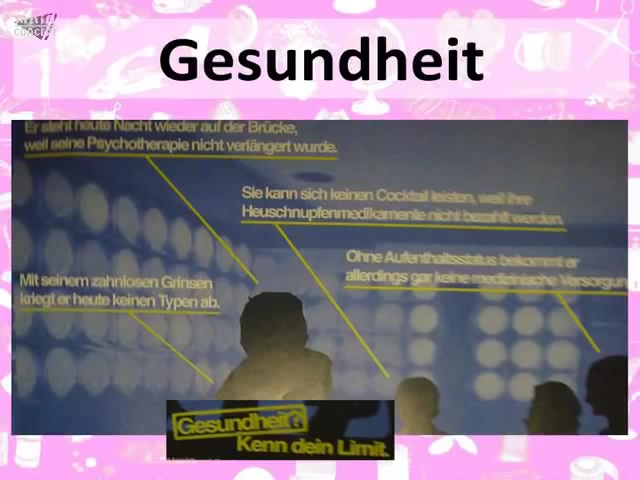 Gesundheit
Er steht heute Nacht wieder auf der Brücke,
weil seine Psychotherapie nicht verlängert wurde.
Sie kann sich keinen Cocktail leisten, weil ihre
Heuschnupfenmedikamente nicht bezahlt werden.
Ohne Aufenthaltsstatus bekommt er
allerdings gar keine medizinische Versorgung
Mit seinem zahnlosen Grinsen
kriegt er heute keinen Typen ab.
Gesundheit?
Kenn dein Limit.